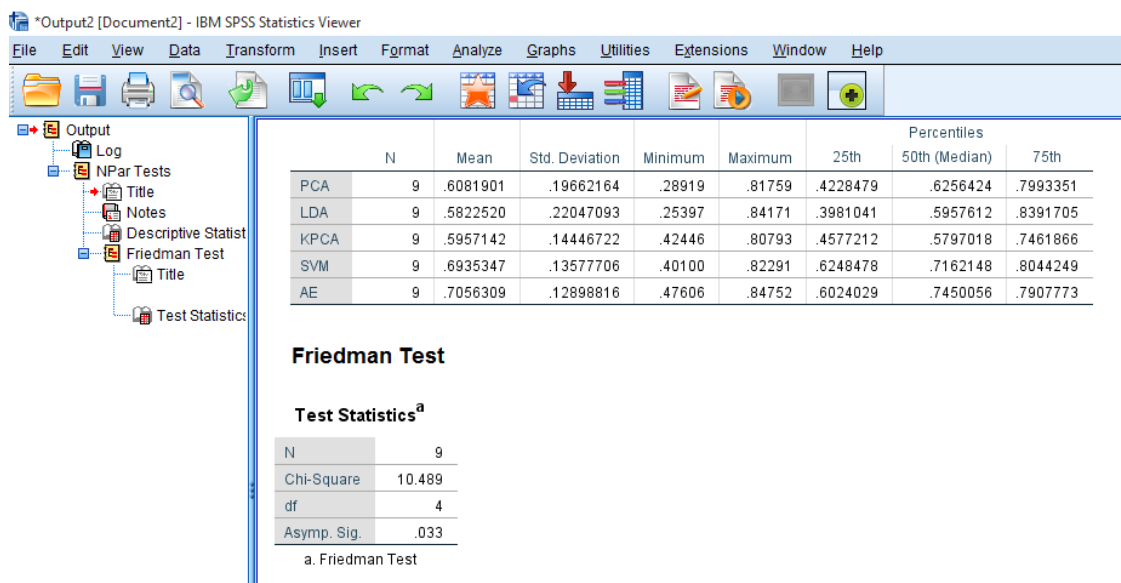 *Output2 [Document2] - IBM SPSS Statistics Viewer
File Edit View Data Transform Insert Format Analyze Graphs Utilities Extensions Window Help
Output
Log
NPar Tests
Title
Notes
Descriptive Statist
Friedman Test
Title
Test Statistics
Percentiles
N Mean Std. Deviation Minimum Maximum 25th 50th (Median) 75th
PCA 9 .6081901 .19662164 .28919 .81759 .4228479 .6256424 .7993351
LDA 9 .5822520 .22047093 .25397 .84171 .3981041 .5957612 .8391705
KPCA 9 .5957142 .14446722 .42446 .80793 .4577212 .5797018 .7461866
SVM 9 .6935347 .13577706 .40100 .82291 .6248478 .7162148 .8044249
AE 9 .7056309 .12898816 .47606 .84752 .6024029 .7450056 .7907773
Friedman Test
Test Statisticsᵃ
N 9
Chi-Square 10.489
df 4
Asymp. Sig. .033
a. Friedman Test